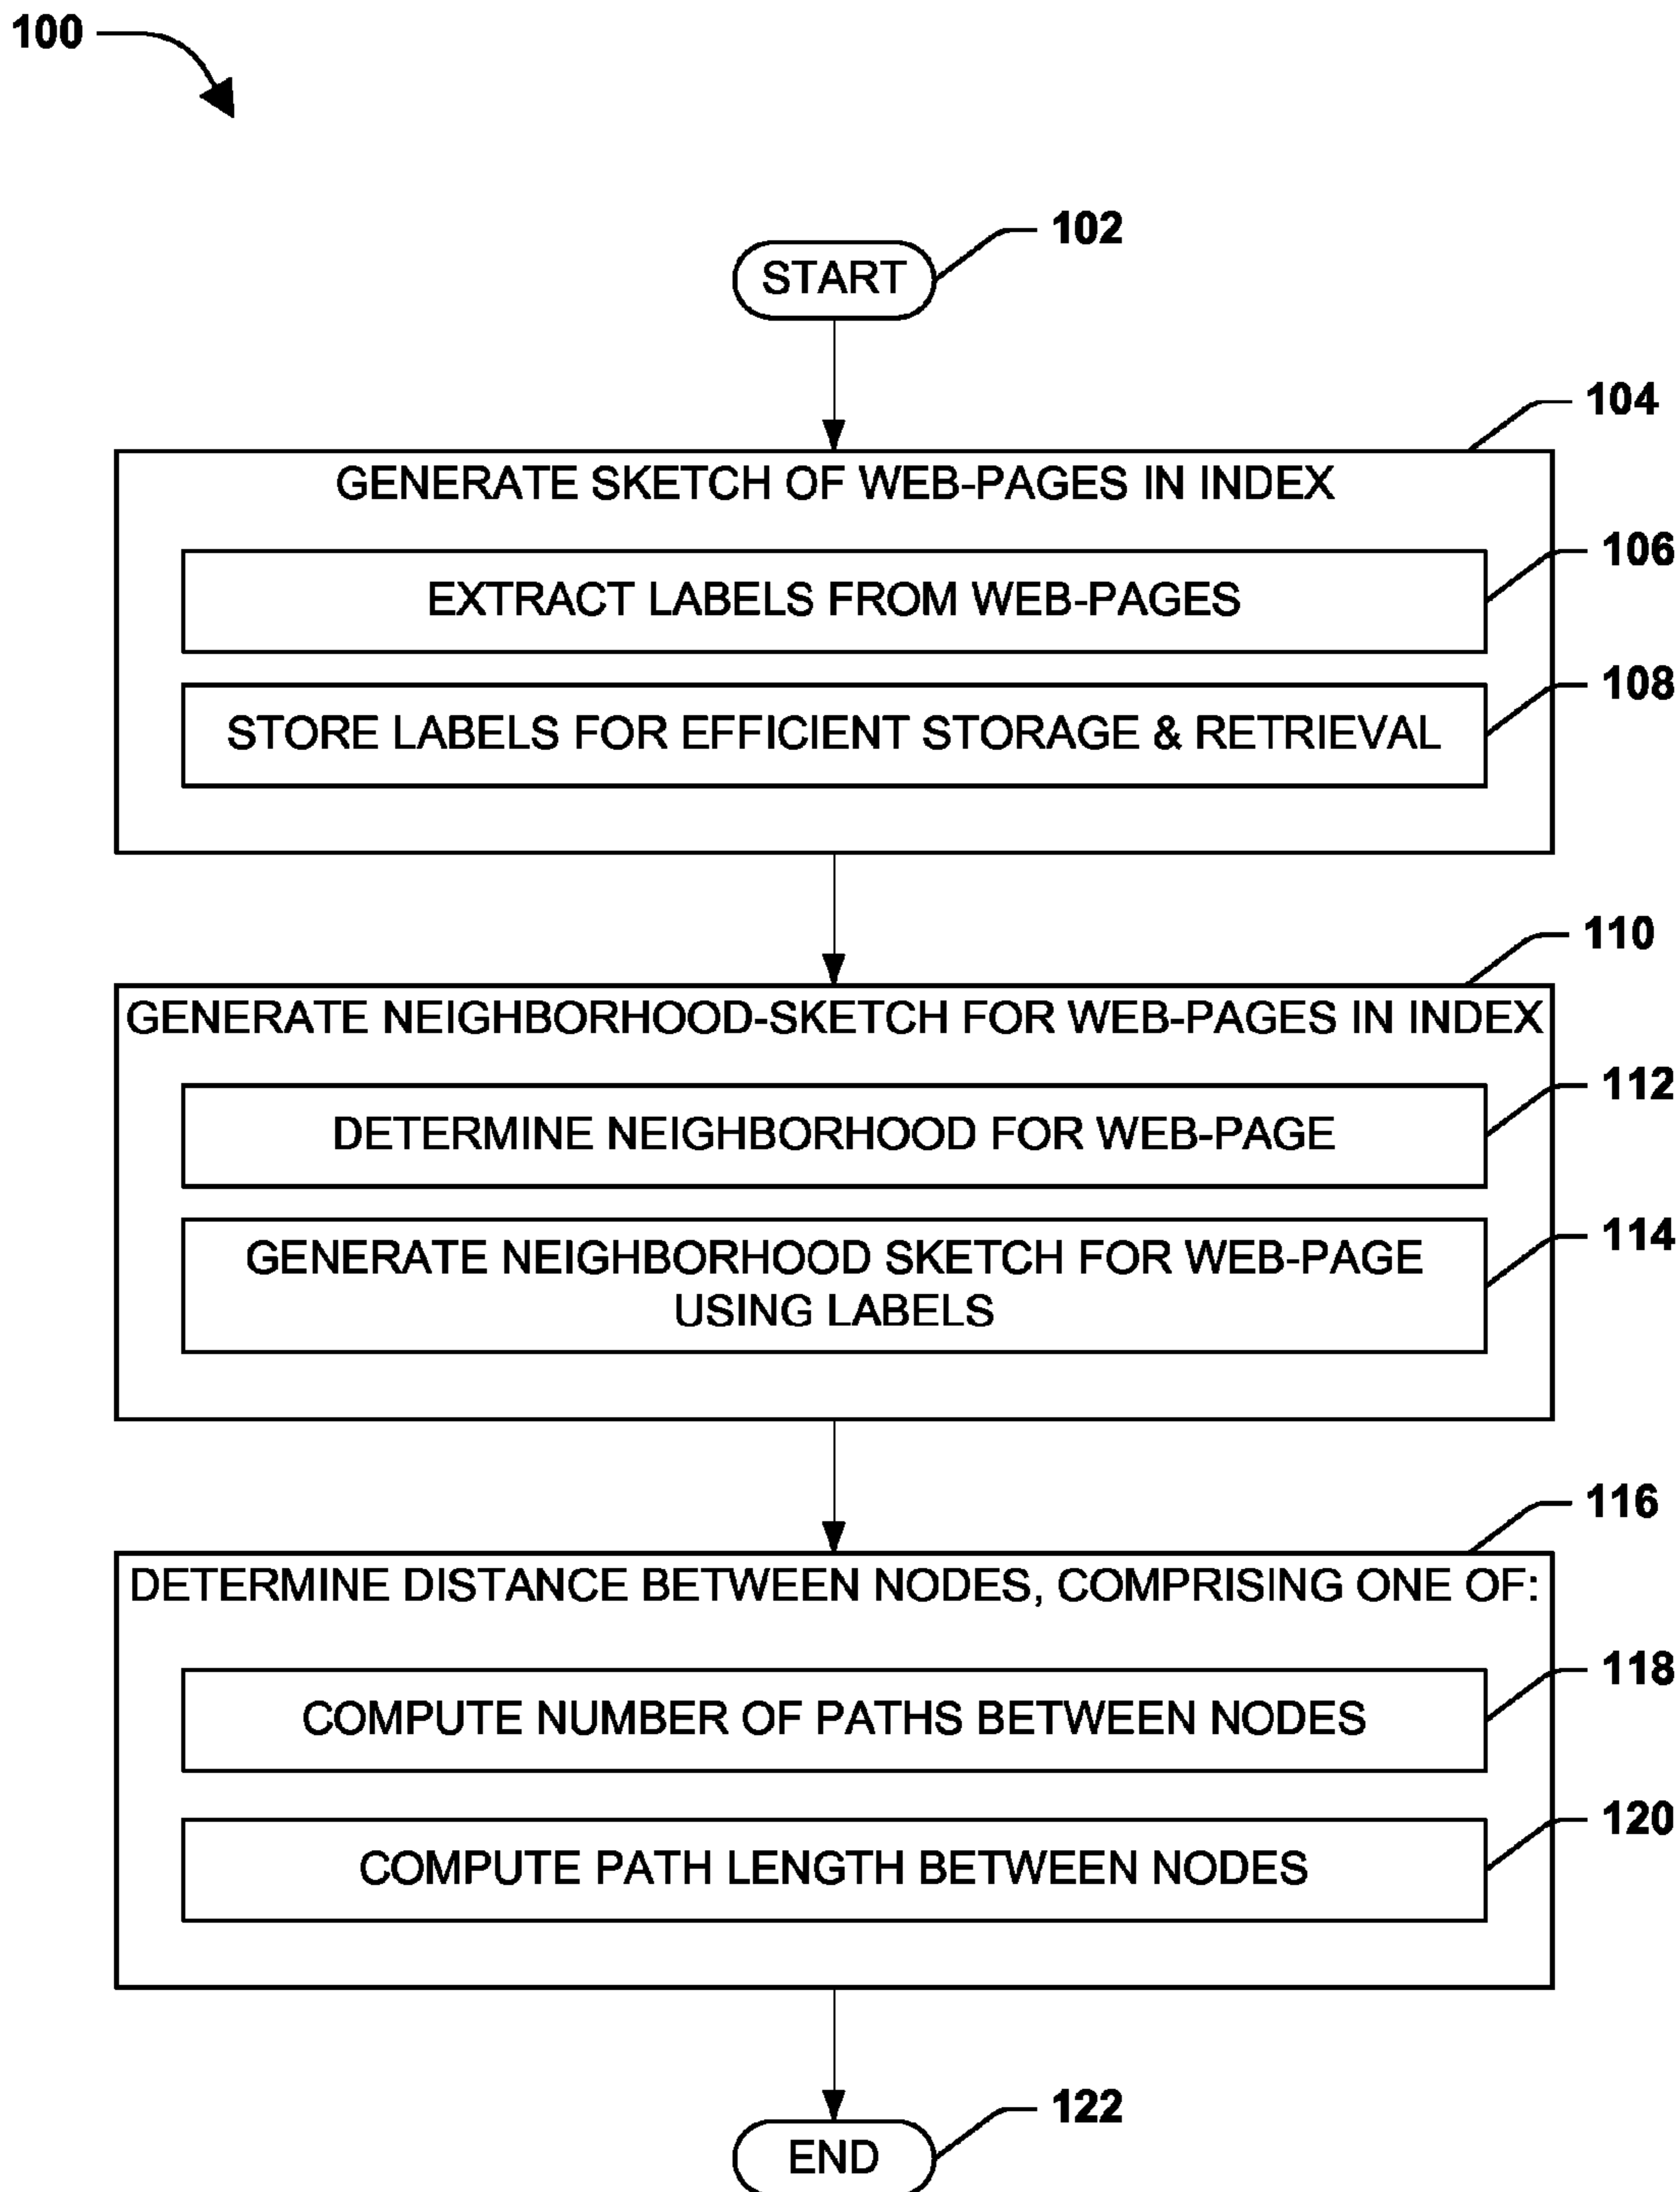 100
102
START
104
GENERATE SKETCH OF WEB-PAGES IN INDEX
106
EXTRACT LABELS FROM WEB-PAGES
108
STORE LABELS FOR EFFICIENT STORAGE & RETRIEVAL
110
GENERATE NEIGHBORHOOD-SKETCH FOR WEB-PAGES IN INDEX
112
DETERMINE NEIGHBORHOOD FOR WEB-PAGE
114
GENERATE NEIGHBORHOOD SKETCH FOR WEB-PAGE
USING LABELS
116
DETERMINE DISTANCE BETWEEN NODES, COMPRISING ONE OF:
118
COMPUTE NUMBER OF PATHS BETWEEN NODES
120
COMPUTE PATH LENGTH BETWEEN NODES
122
END